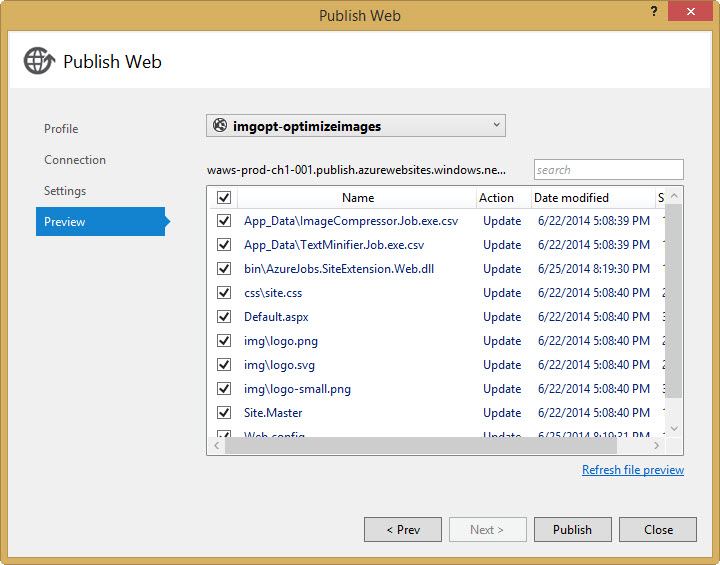 Publish Web
?
Publish Web
Profile
Connection
Settings
Preview
imgopt-optimizeimages
waws-prod-ch1-001.publish.azurewebsites.windows.ne...
search
Name Action Date modified S
App_Data\ImageCompressor.Job.exe.csv Update 6/22/2014 5:08:39 PM 1
App_Data\TextMinifier.Job.exe.csv Update 6/22/2014 5:08:39 PM 1
bin\AzureJobs.SiteExtension.Web.dll Update 6/25/2014 8:19:30 PM 1
css\site.css Update 6/22/2014 5:08:40 PM 2
Default.aspx Update 6/22/2014 5:08:40 PM 3
img\logo.png Update 6/22/2014 5:08:40 PM 2
img\logo.svg Update 6/22/2014 5:08:40 PM 2
img\logo-small.png Update 6/22/2014 5:08:40 PM 3
Site.Master Update 6/22/2014 5:08:40 PM 1
Web.config Update 6/25/2014 8:19:31 PM 1
Refresh file preview
< Prev
Next >
Publish
Close